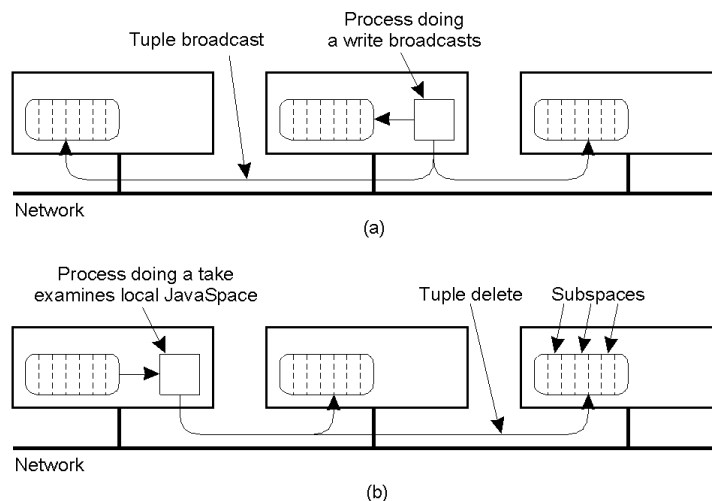 Process doing
a write broadcasts
Tuple broadcast
Network
(a)
Process doing a take
examines local JavaSpace
Tuple delete
Subspaces
Network
(b)